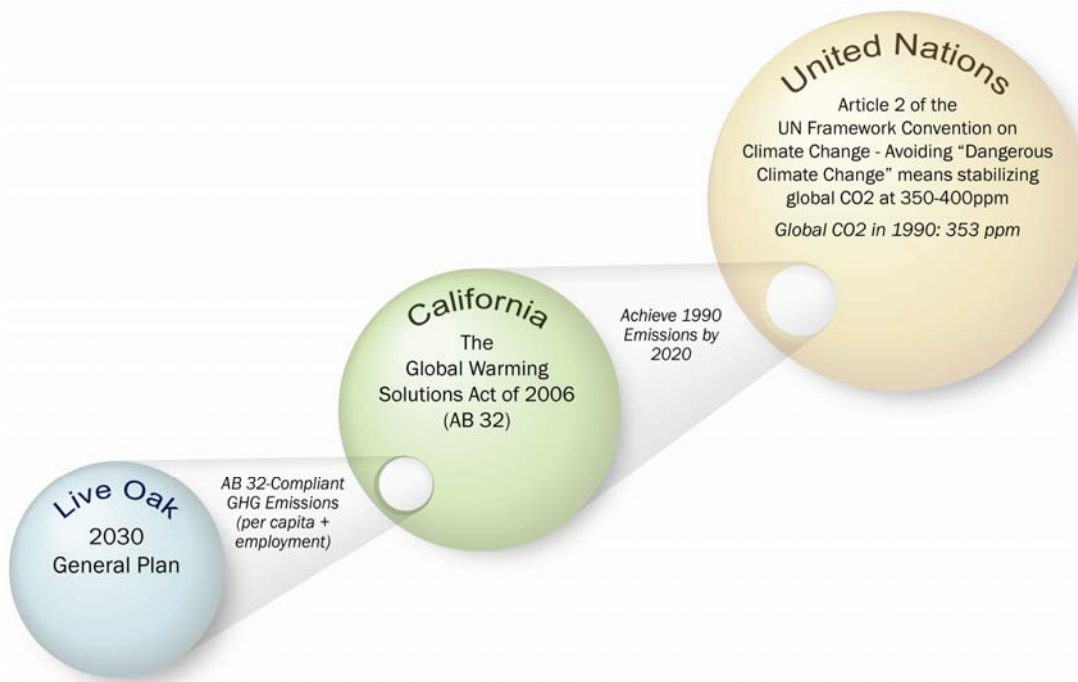 United Nations
Article 2 of the
UN Framework Convention on
Climate Change - Avoiding “Dangerous
Climate Change” means stabilizing
global CO2 at 350-400ppm
Global CO2 in 1990: 353 ppm
California
The
Global Warming
Solutions Act of 2006
(AB 32)
Achieve 1990
Emissions by
2020
Live Oak
2030
General Plan
AB 32-Compliant
GHG Emissions
(per capita +
employment)